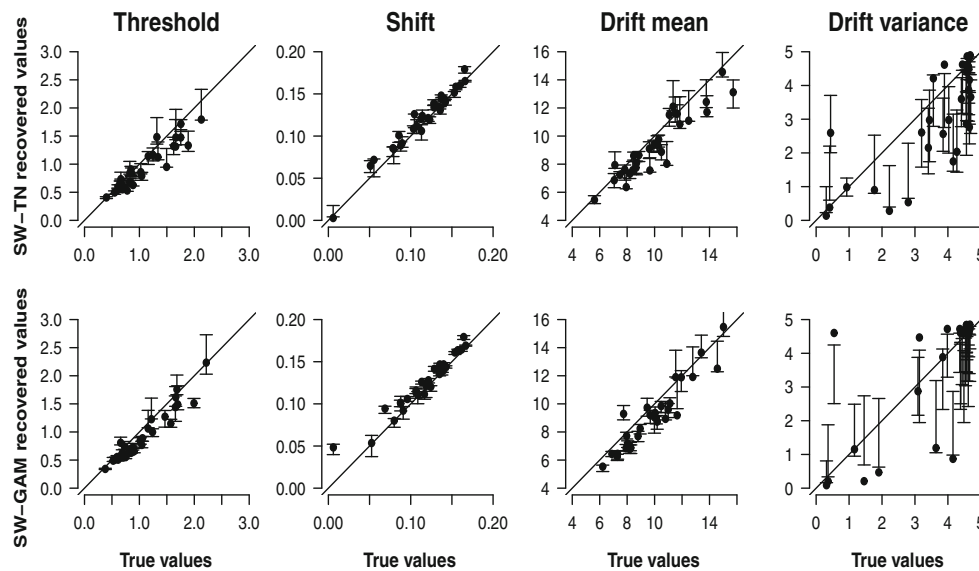 Threshold Shift Drift mean Drift variance
SW−TN recovered values
3.0 2.5 2.0 1.5 1.0 0.5 0.0
0.20 0.15 0.10 0.05 0.00
16 14 12 10 8 6 4
5 4 3 2 1 0
0.0 1.0 2.0 3.0 0.00 0.10 0.20 4 6 8 10 14 0 1 2 3 4 5
SW−GAM recovered values
3.0 2.5 2.0 1.5 1.0 0.5 0.0
0.20 0.15 0.10 0.05 0.00
16 14 12 10 8 6 4
5 4 3 2 1 0
0.0 1.0 2.0 3.0 0.00 0.10 0.20 4 6 8 10 14 0 1 2 3 4 5
True values True values True values True values